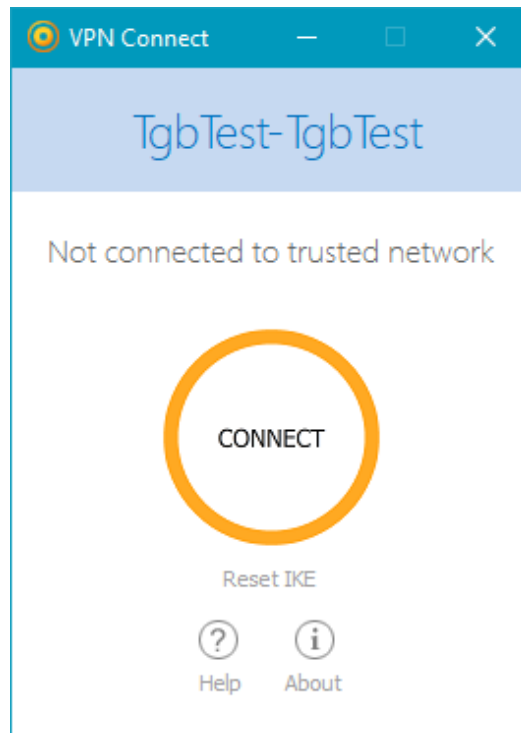 VPN Connect
TgbTest-TgbTest
Not connected to trusted network
CONNECT
Reset IKE
Help About